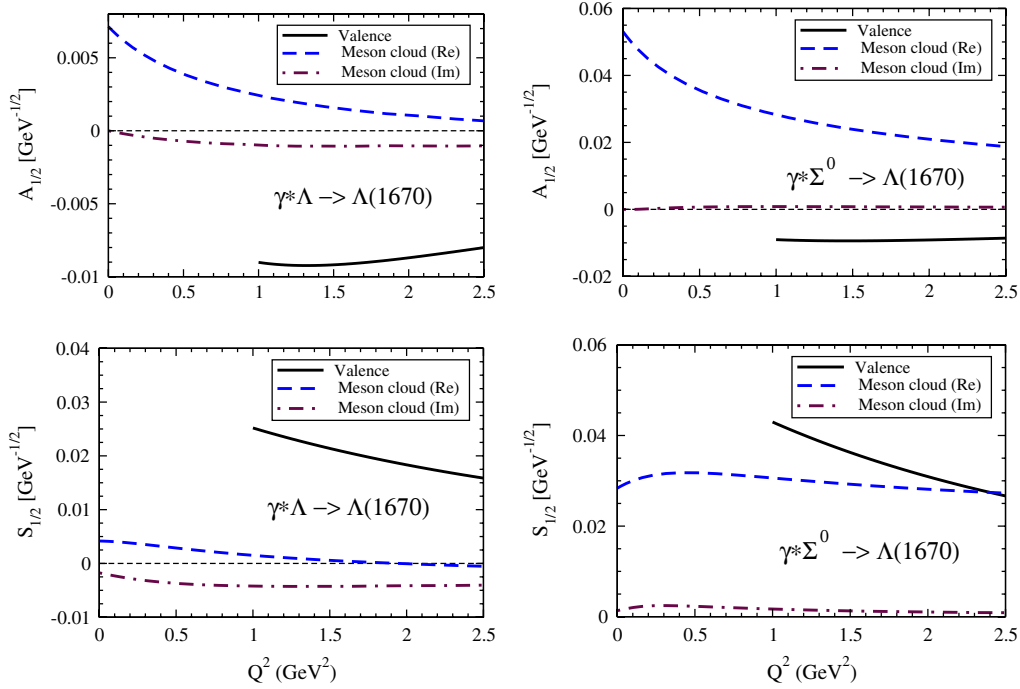 0.005
0
-0.005
-0.01
A1/2 [GeV-1/2]
Valence
Meson cloud (Re)
Meson cloud (Im)
γ*Λ −> Λ(1670)
0 0.5 1 1.5 2 2.5
0.06
0.04
0.02
0
-0.02
A1/2 [GeV-1/2]
Valence
Meson cloud (Re)
Meson cloud (Im)
γ*Σ0 −> Λ(1670)
0 0.5 1 1.5 2 2.5
0.04
0.03
0.02
0.01
0
-0.01
S1/2 [GeV-1/2]
Valence
Meson cloud (Re)
Meson cloud (Im)
γ*Λ −> Λ(1670)
0 0.5 1 1.5 2 2.5
Q2 (GeV2)
0.06
0.04
0.02
0
S1/2 [GeV-1/2]
Valence
Meson cloud (Re)
Meson cloud (Im)
γ*Σ0 −> Λ(1670)
0 0.5 1 1.5 2 2.5
Q2 (GeV2)